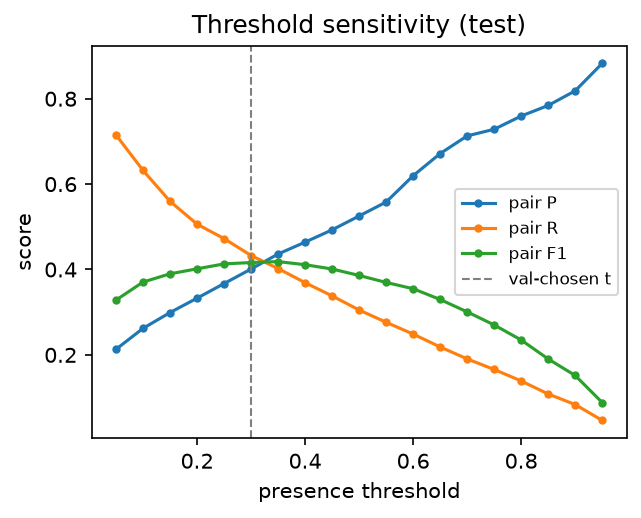 Threshold sensitivity (test)
score
0.8
0.6
0.4
0.2
pair P
pair R
pair F1
val-chosen t
0.2 0.4 0.6 0.8
presence threshold